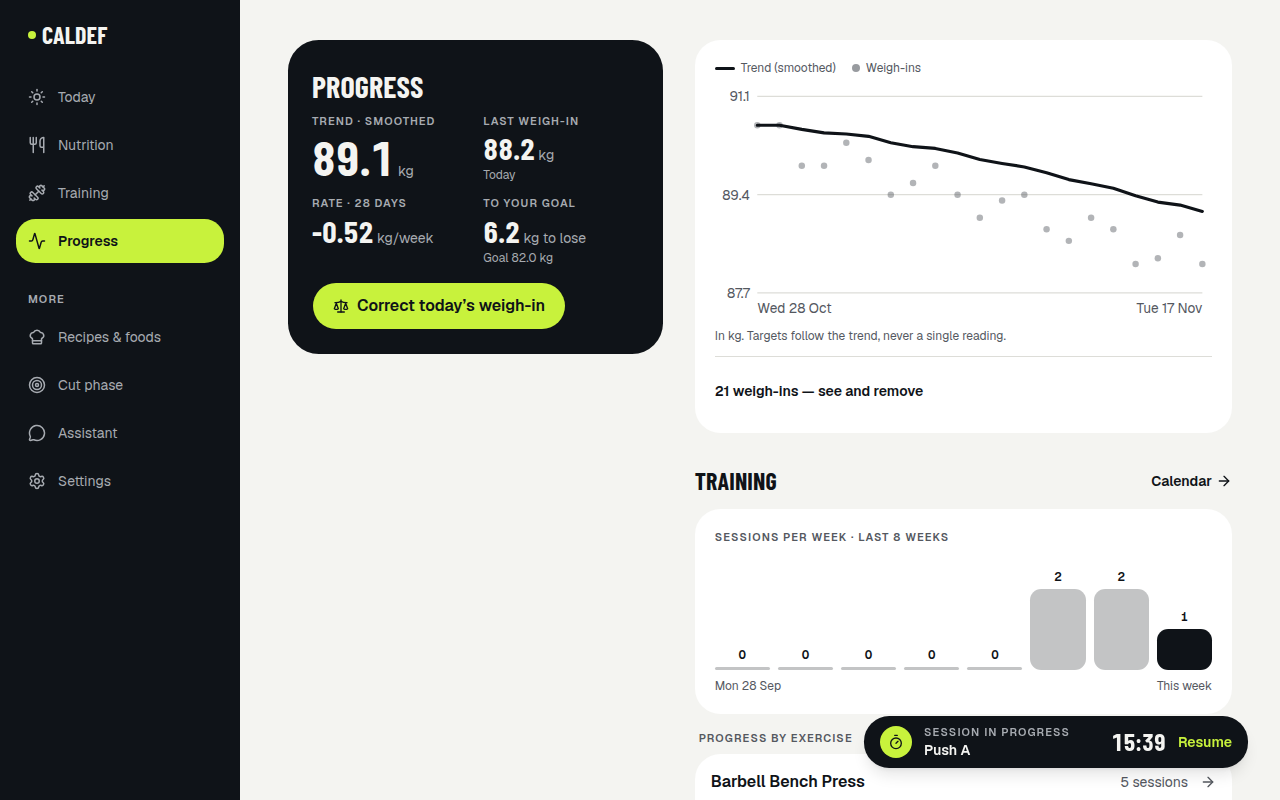 CALDEF
Today
Nutrition
Training
Progress
MORE
Recipes & foods
Cut phase
Assistant
Settings
PROGRESS
TREND · SMOOTHED
89.1 kg
LAST WEIGH-IN
88.2 kg
Today
RATE · 28 DAYS
-0.52 kg/week
TO YOUR GOAL
6.2 kg to lose
Goal 82.0 kg
Correct today’s weigh-in
Trend (smoothed)
Weigh-ins
91.1
89.4
87.7
Wed 28 Oct
Tue 17 Nov
In kg. Targets follow the trend, never a single reading.
21 weigh-ins — see and remove
TRAINING
Calendar
SESSIONS PER WEEK · LAST 8 WEEKS
0
0
0
0
0
2
2
1
Mon 28 Sep
This week
PROGRESS BY EXERCISE
Barbell Bench Press
5 sessions
SESSION IN PROGRESS
Push A
15:39
Resume